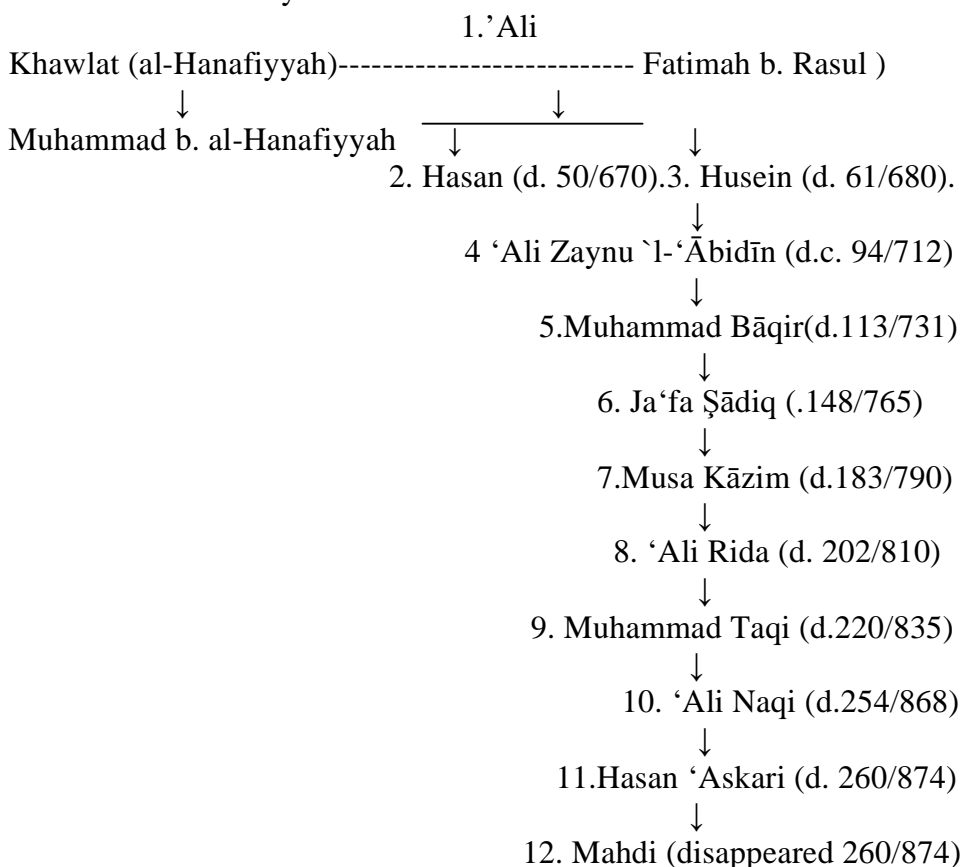 1.’Ali
Khawlat (al-Hanafiyyah)--------------------------- Fatimah b. Rasul )
↓ ↓
Muhammad b. al-Hanafiyyah ↓ ↓
2. Hasan (d. 50/670).3. Husein (d. 61/680).
↓
4 ‘Ali Zaynu `l-‘Ābidīn (d.c. 94/712)
↓
5.Muhammad Bāqir(d.113/731)
↓
6. Ja‘fa Ṣādiq (.148/765)
↓
7.Musa Kāzim (d.183/790)
↓
8. ‘Ali Rida (d. 202/810)
↓
9. Muhammad Taqi (d.220/835)
↓
10. ‘Ali Naqi (d.254/868)
↓
11.Hasan ‘Askari (d. 260/874)
↓
12. Mahdi (disappeared 260/874)